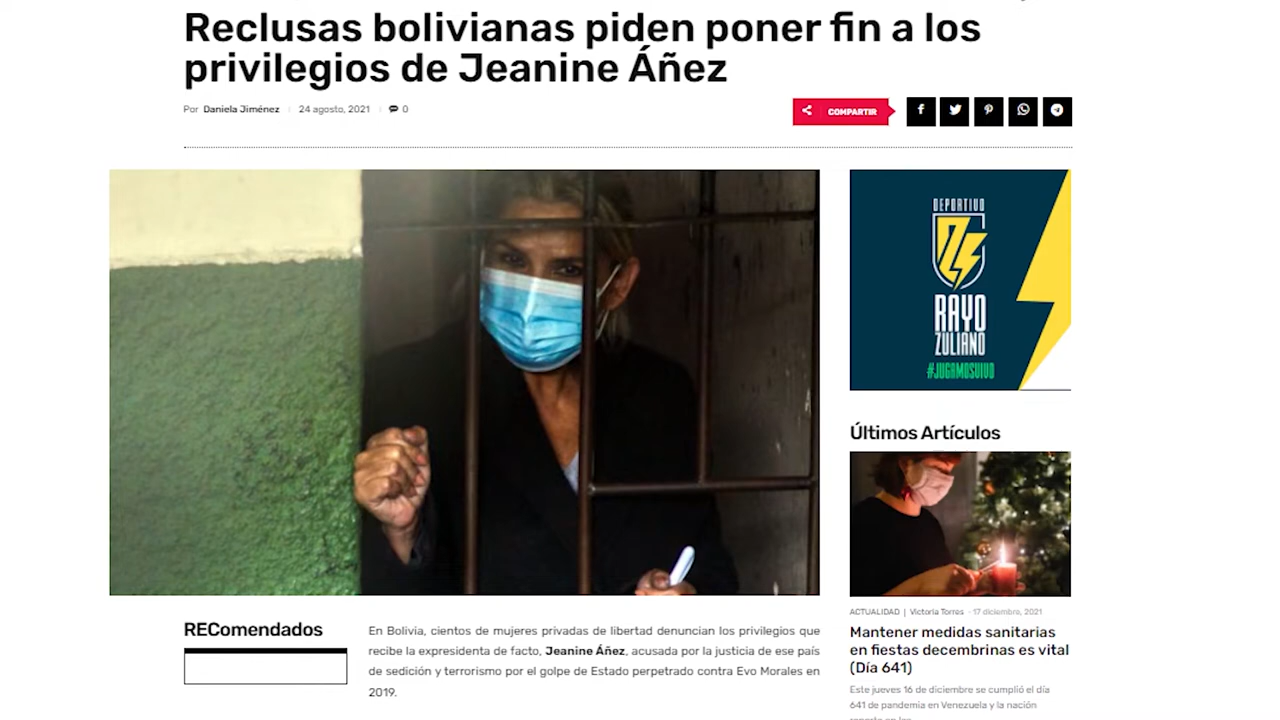 Reclusas bolivianas piden poner fin a los
privilegios de Jeanine Áñez
Por Daniela Jiménez 24 agosto, 2021 0
COMPARTIR
DEPORTIVO
RAYO
ZULIANO
#JUGAMOSVIVO
Últimos Artículos
ACTUALIDAD | Victoria Torres - 17 diciembre, 2021
Mantener medidas sanitarias
en fiestas decembrinas es vital
(Día 641)
Este jueves 16 de diciembre se cumplió el día
641 de pandemia en Venezuela y la nación
REComendados
En Bolivia, cientos de mujeres privadas de libertad denuncian los privilegios que
recibe la expresidenta de facto, Jeanine Áñez, acusada por la justicia de ese país
de sedición y terrorismo por el golpe de Estado perpetrado contra Evo Morales en
2019.